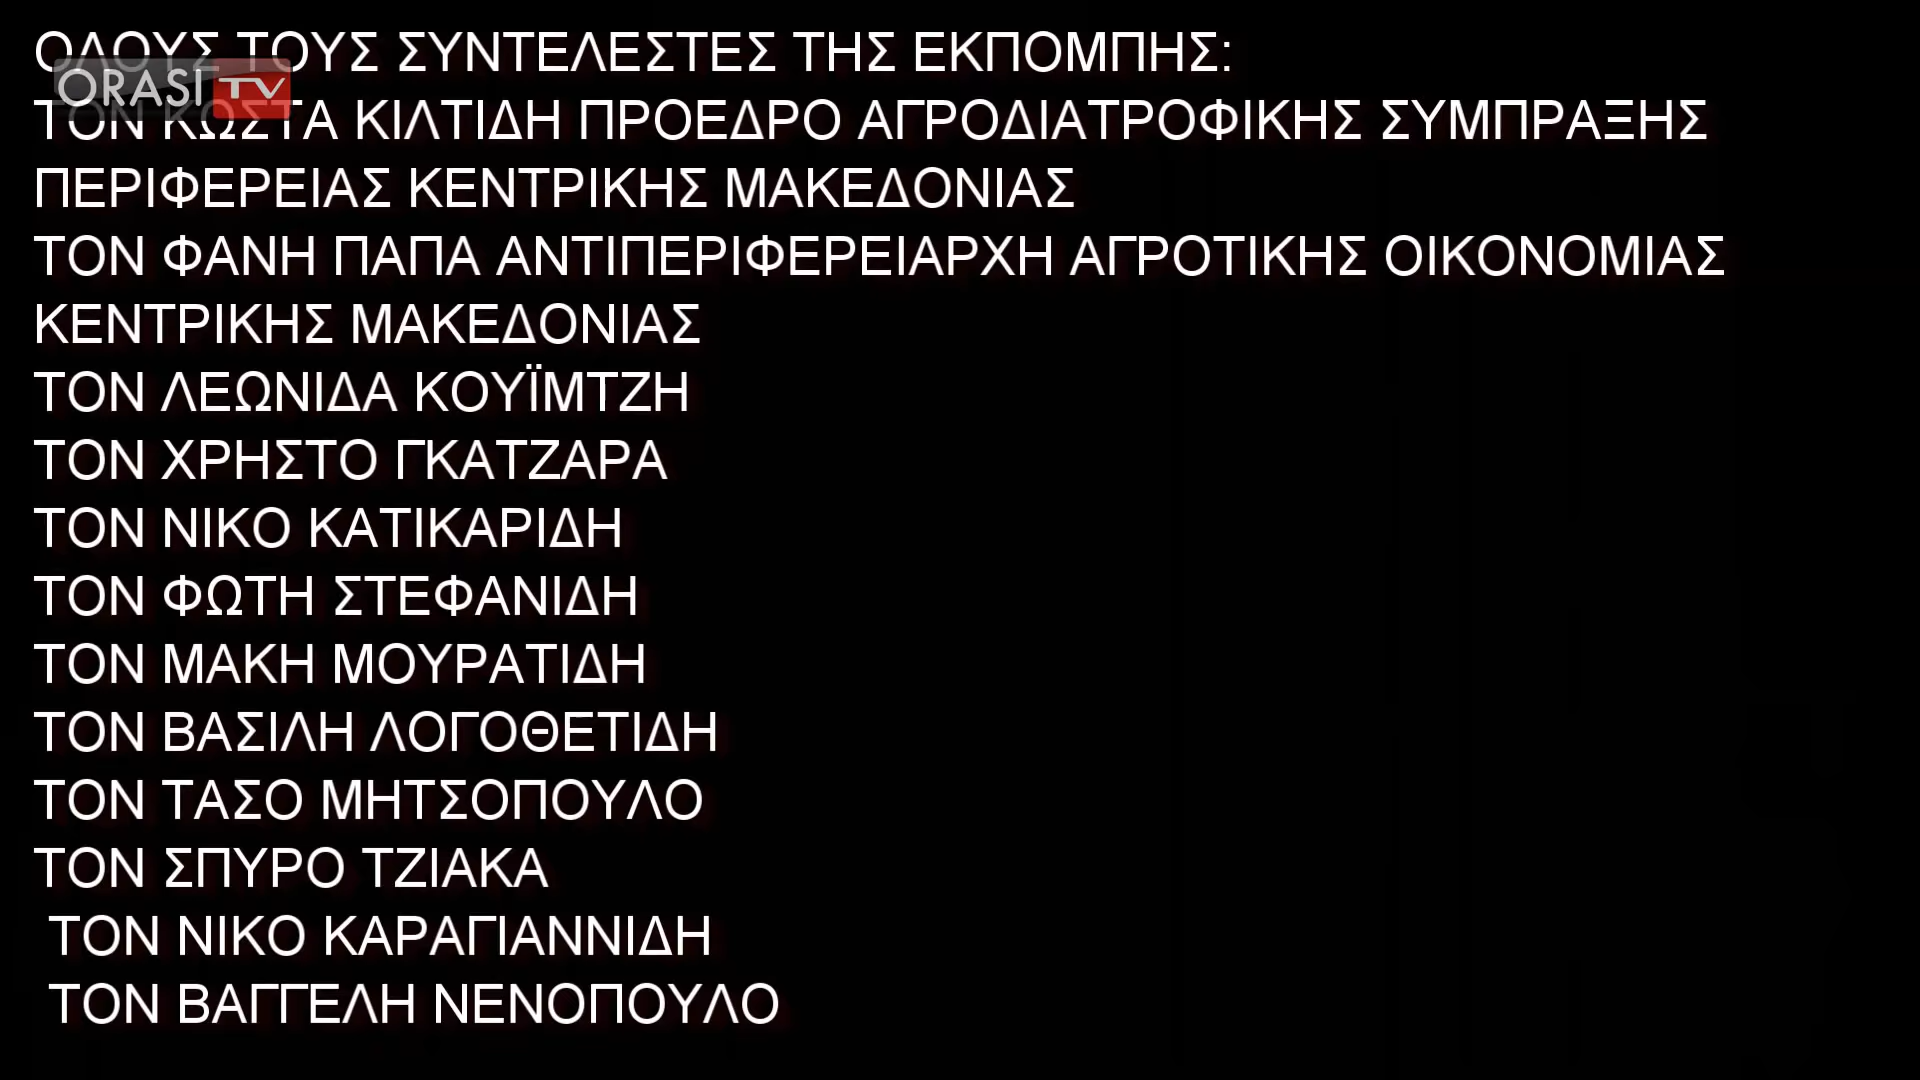 ΟΛΟΥΣ ΤΟΥΣ ΣΥΝΤΕΛΕΣΤΕΣ ΤΗΣ ΕΚΠΟΜΠΗΣ:
ORASI TV
ΤΟΝ ΚΩΣΤΑ ΚΙΛΤΙΔΗ ΠΡΟΕΔΡΟ ΑΓΡΟΔΙΑΤΡΟΦΙΚΗΣ ΣΥΜΠΡΑΞΗΣ
ΠΕΡΙΦΕΡΕΙΑΣ ΚΕΝΤΡΙΚΗΣ ΜΑΚΕΔΟΝΙΑΣ
ΤΟΝ ΦΑΝΗ ΠΑΠΑ ΑΝΤΙΠΕΡΙΦΕΡΕΙΑΡΧΗ ΑΓΡΟΤΙΚΗΣ ΟΙΚΟΝΟΜΙΑΣ
ΚΕΝΤΡΙΚΗΣ ΜΑΚΕΔΟΝΙΑΣ
ΤΟΝ ΛΕΩΝΙΔΑ ΚΟΥΪΜΤΖΗ
ΤΟΝ ΧΡΗΣΤΟ ΓΚΑΤΖΑΡΑ
ΤΟΝ ΝΙΚΟ ΚΑΤΙΚΑΡΙΔΗ
ΤΟΝ ΦΩΤΗ ΣΤΕΦΑΝΙΔΗ
ΤΟΝ ΜΑΚΗ ΜΟΥΡΑΤΙΔΗ
ΤΟΝ ΒΑΣΙΛΗ ΛΟΓΟΘΕΤΙΔΗ
ΤΟΝ ΤΑΣΟ ΜΗΤΣΟΠΟΥΛΟ
ΤΟΝ ΣΠΥΡΟ ΤΖΙΑΚΑ
ΤΟΝ ΝΙΚΟ ΚΑΡΑΓΙΑΝΝΙΔΗ
ΤΟΝ ΒΑΓΓΕΛΗ ΝΕΝΟΠΟΥΛΟ